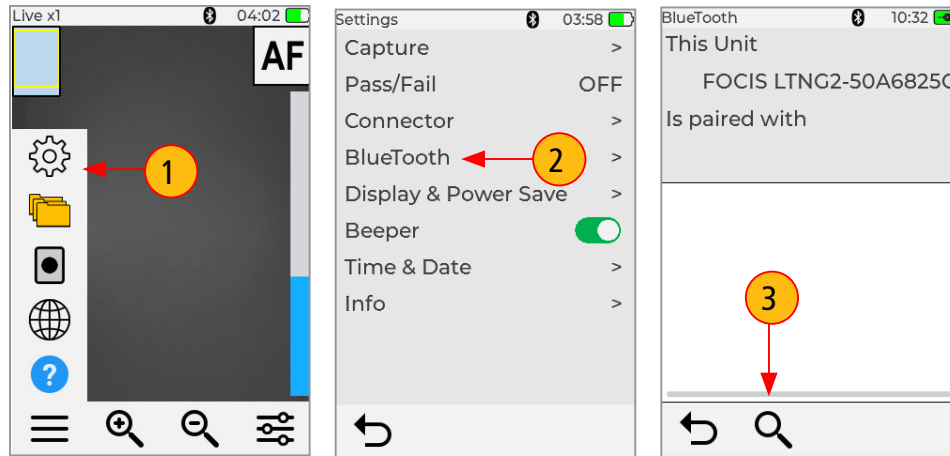 Live x1 04:02
AF
1
?
Settings 03:58
Capture >
Pass/Fail OFF
Connector >
BlueTooth 2 >
Display & Power Save >
Beeper
Time & Date >
Info >
BlueTooth 10:32
This Unit
FOCIS LTNG2-50A6825
Is paired with
3